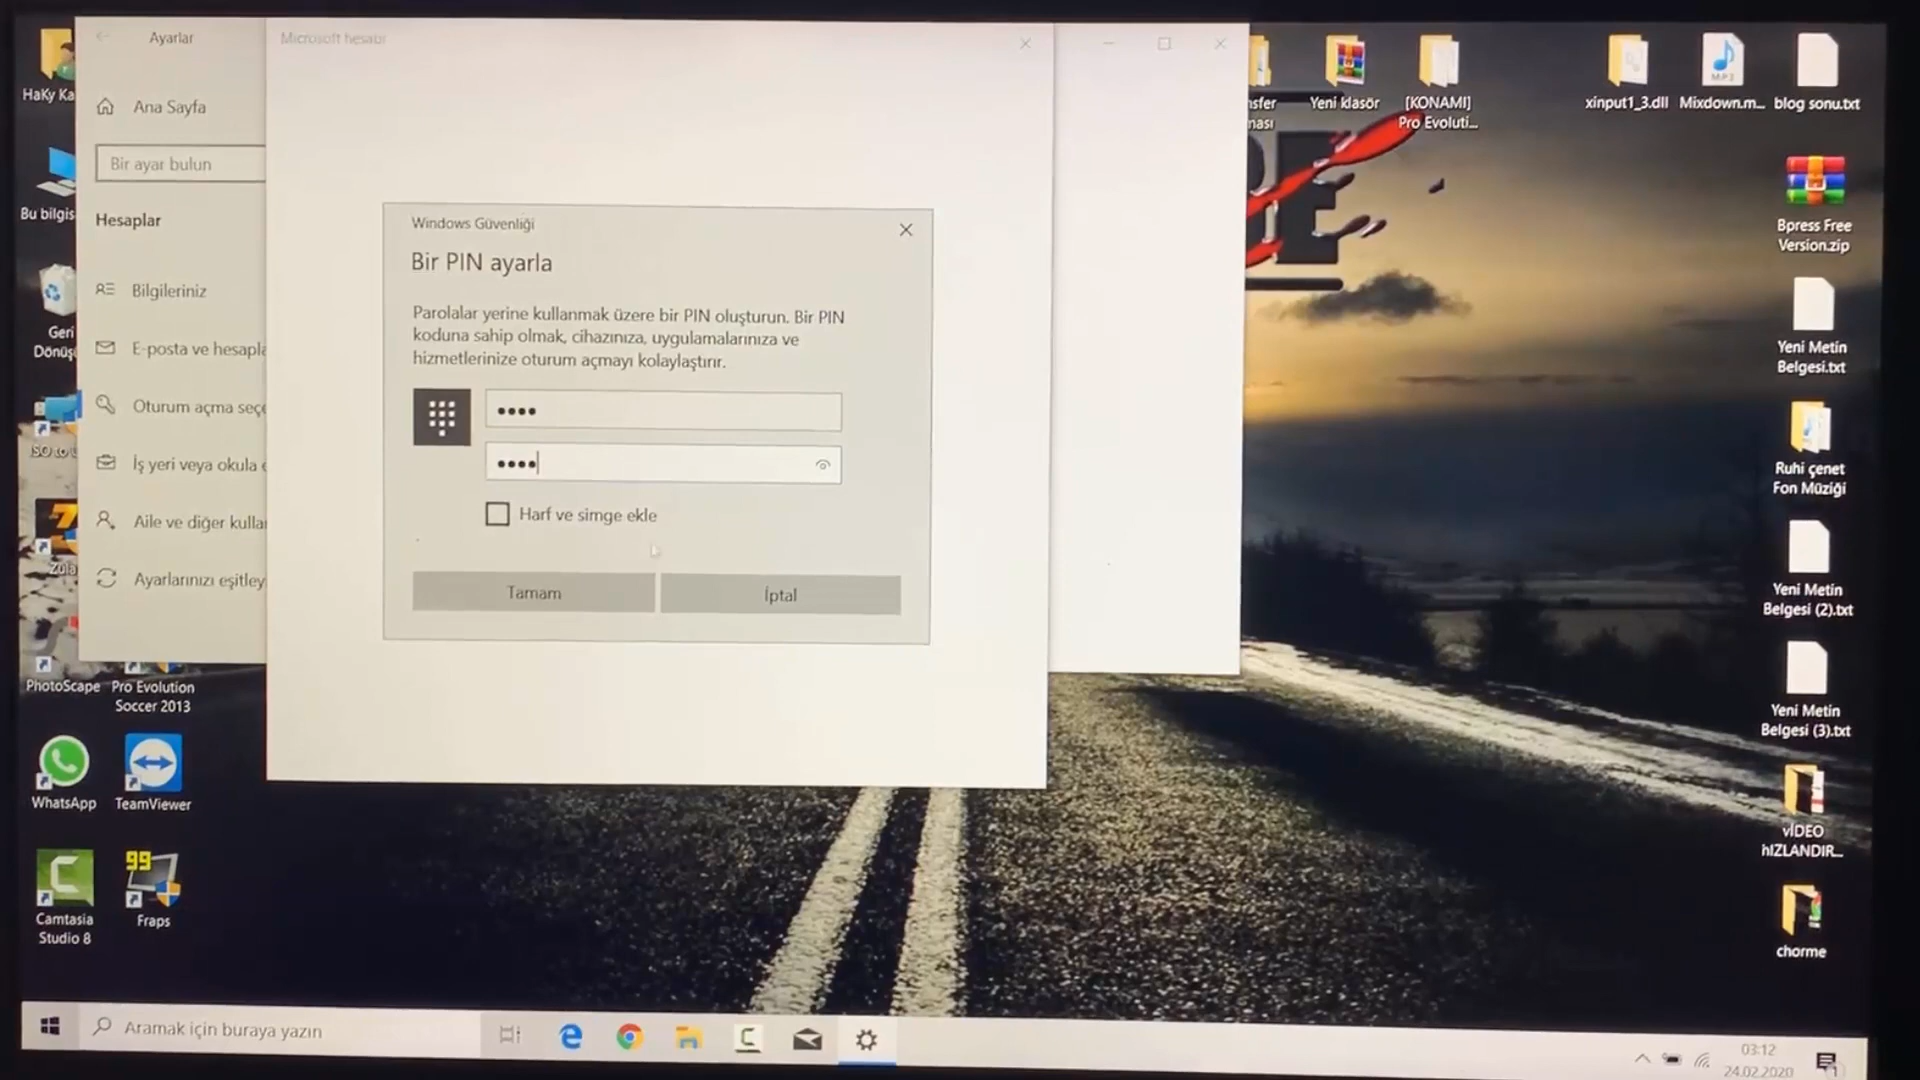 Ayarlar
Microsoft hesabı
Ana Sayfa
Bir ayar bulun
Hesaplar
Bilgileriniz
E-posta ve hesapla
Oturum açma seçe
İş yeri veya okula e
Aile ve diğer kullar
Ayarlarınızı eşitley
Windows Güvenliği
Bir PIN ayarla
Parolalar yerine kullanmak üzere bir PIN oluşturun. Bir PIN
koduna sahip olmak, cihazınıza, uygulamalarınıza ve
hizmetlerinize oturum açmayı kolaylaştırır.
Harf ve simge ekle
Tamam
İptal
HaKy Ka
Bu bilgis
Geri
Dönüşü
ISO to U
Zula
PhotoScape
Pro Evolution
Soccer 2013
WhatsApp
TeamViewer
Camtasia
Studio 8
99
Fraps
nsfer
ması
Yeni klasör
[KONAMI]
Pro Evoluti...
xinput1_3.dll
MP3
Mixdown.m...
blog sonu.txt
Bpress Free
Version.zip
Yeni Metin
Belgesi.txt
Ruhi çenet
Fon Müziği
Yeni Metin
Belgesi (2).txt
Yeni Metin
Belgesi (3).txt
vİDEO
hIZLANDIR...
chorme
Aramak için buraya yazın
03:12
24.02.2020